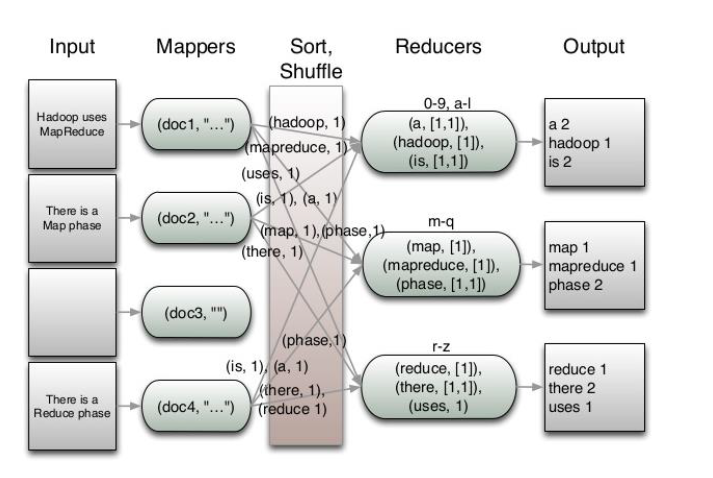 Input
Mappers
Sort,
Shuffle
Reducers
Output
Hadoop uses
MapReduce
There is a
Map phase
There is a
Reduce phase
(doc1, "...")
(doc2, "...")
(doc3, "")
(doc4, "...")
(hadoop, 1)
(mapreduce, 1)
(uses, 1)
(is, 1), (a, 1)
(map, 1),(phase,1)
(there, 1)
(phase,1)
(is, 1), (a, 1)
(there, 1),
(reduce 1)
0-9, a-l
(a, [1,1]),
(hadoop, [1]),
(is, [1,1])
m-q
(map, [1]),
(mapreduce, [1]),
(phase, [1,1])
r-z
(reduce, [1]),
(there, [1,1]),
(uses, 1)
a 2
hadoop 1
is 2
map 1
mapreduce 1
phase 2
reduce 1
there 2
uses 1